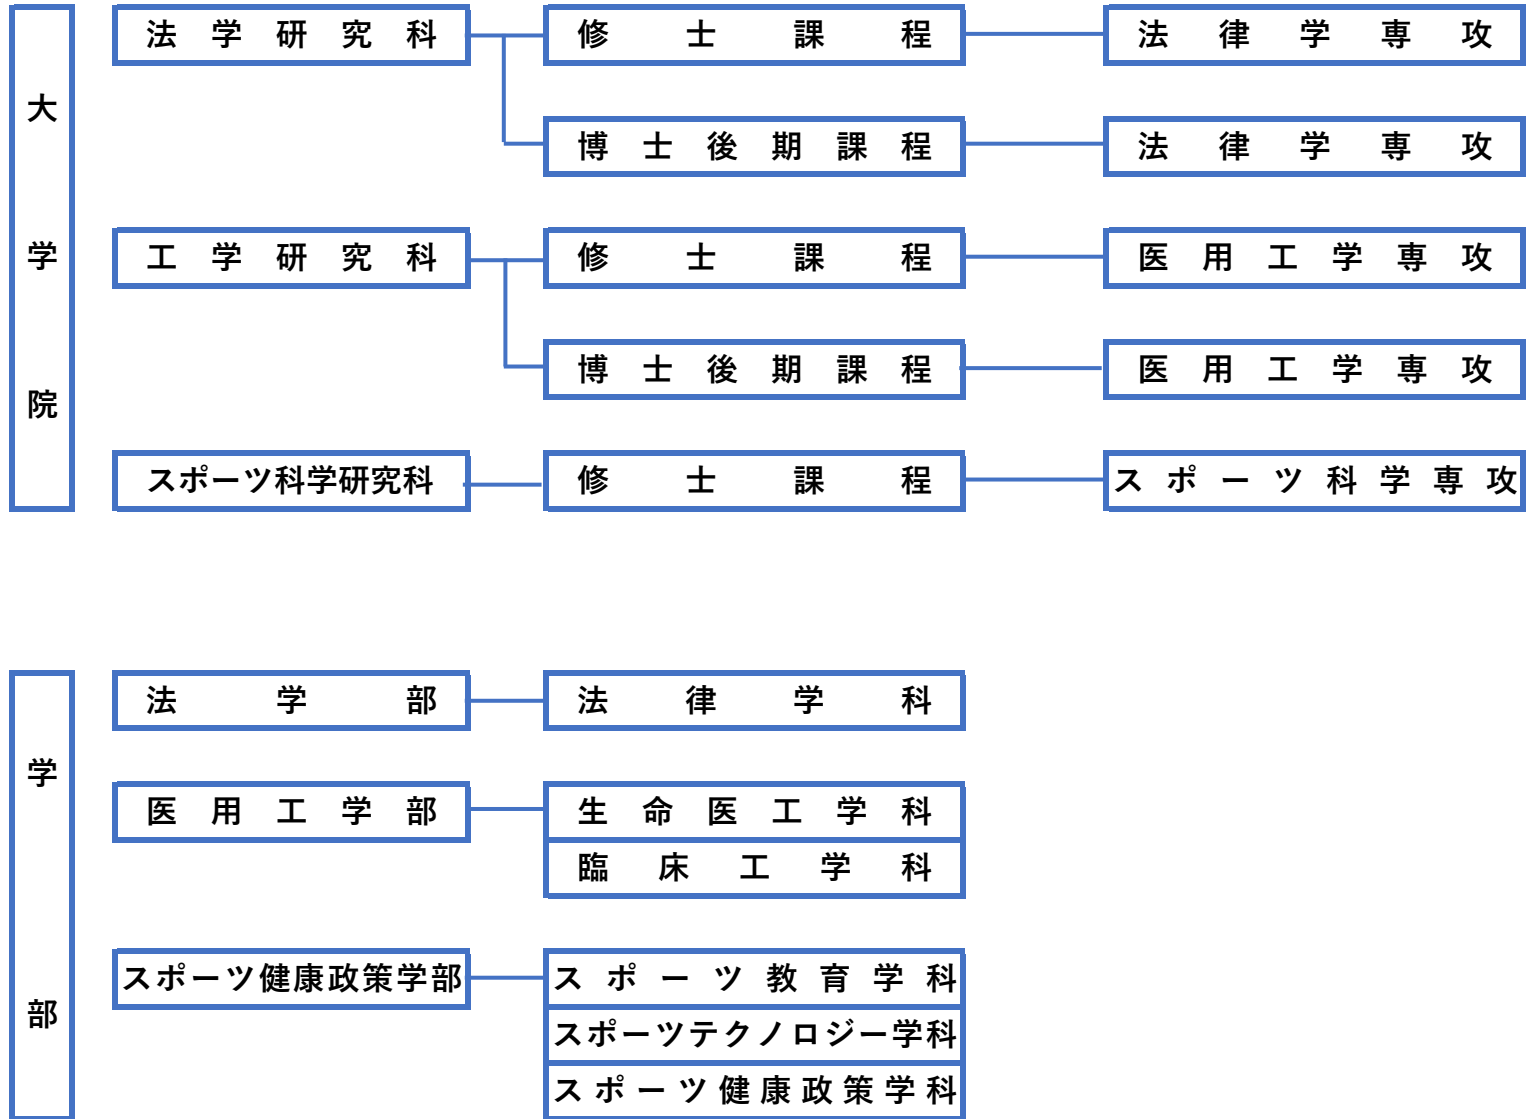 大学院
法学研究科 修士課程 法律学専攻
博士後期課程 法律学専攻
工学研究科 修士課程 医用工学専攻
博士後期課程 医用工学専攻
スポーツ科学研究科 修士課程 スポーツ科学専攻
学部
法学部 法律学科
医用工学部 生命医工学科
臨床工学科
スポーツ健康政策学部 スポーツ教育学科
スポーツテクノロジー学科
スポーツ健康政策学科